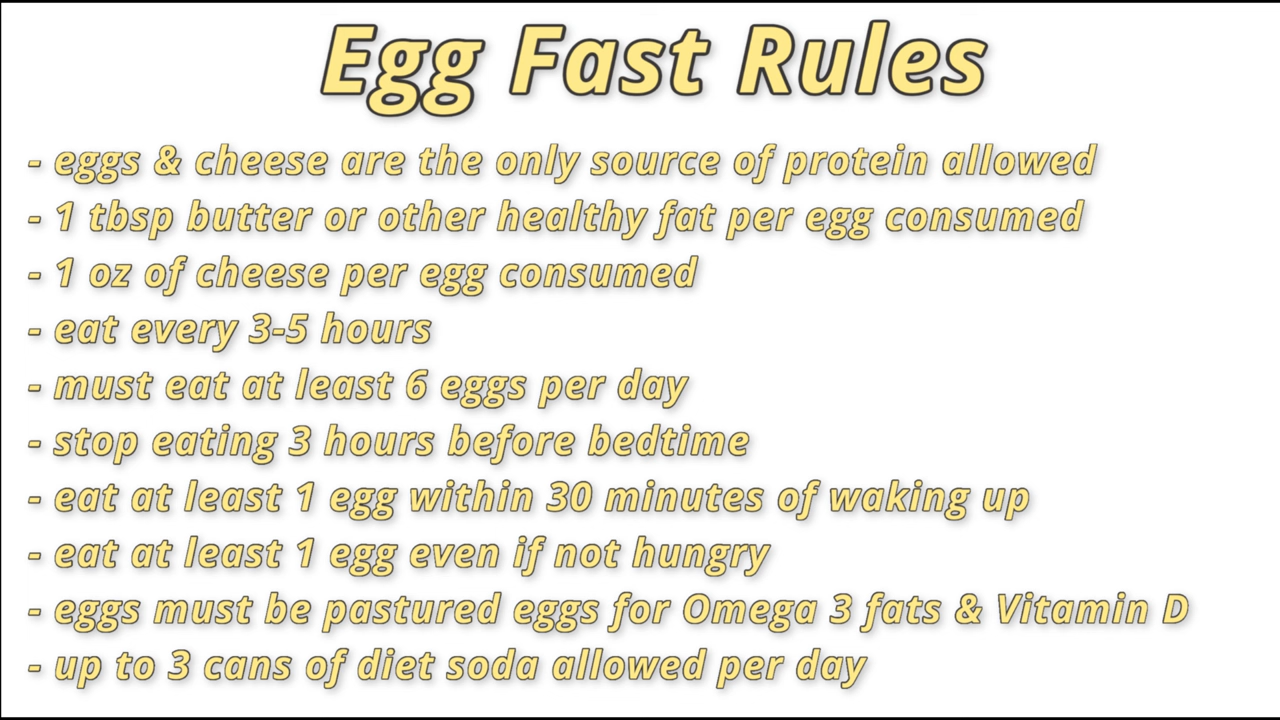 Egg Fast Rules
- eggs & cheese are the only source of protein allowed
- 1 tbsp butter or other healthy fat per egg consumed
- 1 oz of cheese per egg consumed
- eat every 3-5 hours
- must eat at least 6 eggs per day
- stop eating 3 hours before bedtime
- eat at least 1 egg within 30 minutes of waking up
- eat at least 1 egg even if not hungry
- eggs must be pastured eggs for Omega 3 fats & Vitamin D
- up to 3 cans of diet soda allowed per day